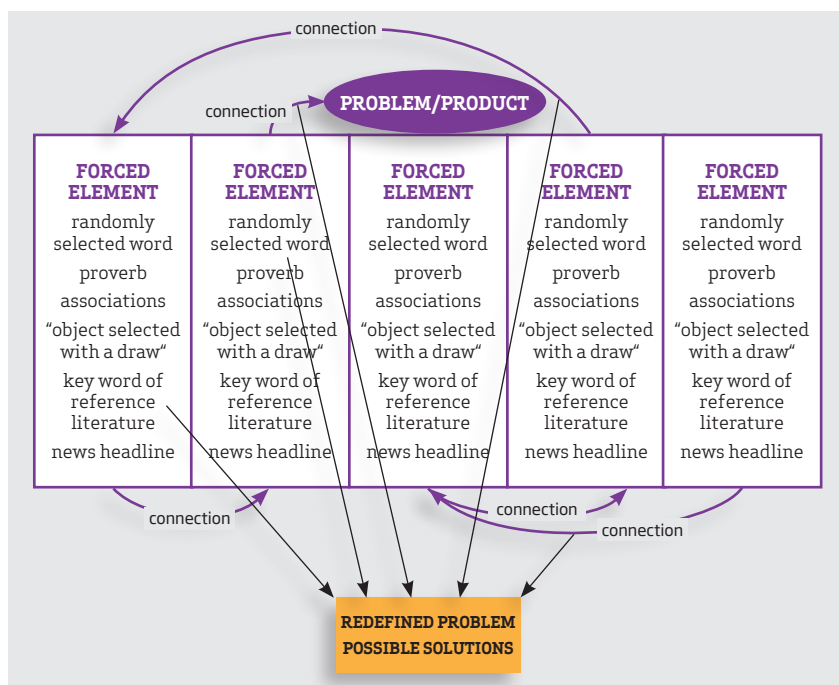 connection
connection
PROBLEM/PRODUCT
FORCED
ELEMENT
randomly
selected word
proverb
associations
“object selected
with a draw“
key word of
reference
literature
news headline
FORCED
ELEMENT
randomly
selected word
proverb
associations
“object selected
with a draw“
key word of
reference
literature
news headline
FORCED
ELEMENT
randomly
selected word
proverb
associations
“object selected
with a draw“
key word of
reference
literature
news headline
FORCED
ELEMENT
randomly
selected word
proverb
associations
“object selected
with a draw“
key word of
reference
literature
news headline
FORCED
ELEMENT
randomly
selected word
proverb
associations
“object selected
with a draw“
key word of
reference
literature
news headline
connection
connection
connection
REDEFINED PROBLEM
POSSIBLE SOLUTIONS